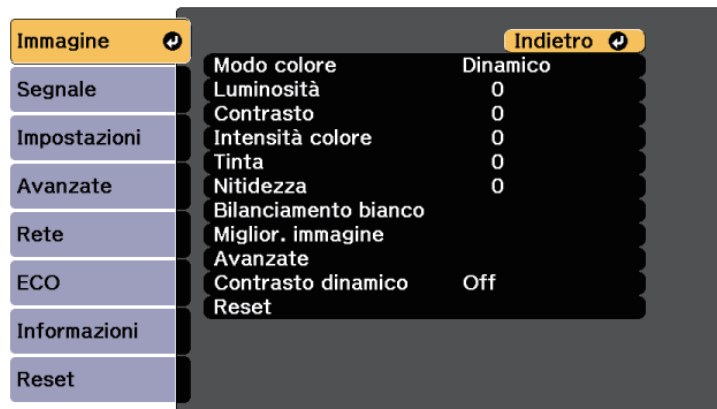 Immagine
Segnale
Impostazioni
Avanzate
Rete
ECO
Informazioni
Reset
Indietro
Modo colore Dinamico
Luminosità 0
Contrasto 0
Intensità colore 0
Tinta 0
Nitidezza 0
Bilanciamento bianco
Miglior. immagine
Avanzate
Contrasto dinamico Off
Reset